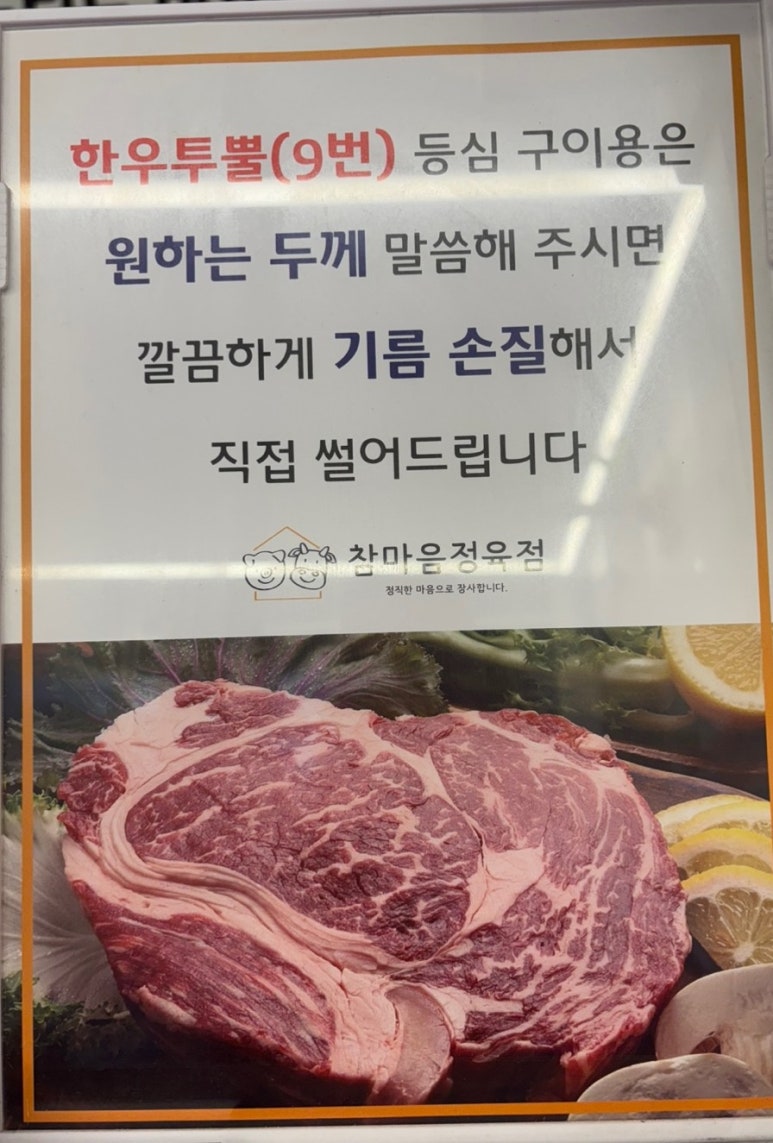 한우투뿔(9번) 등심 구이용은
원하는 두께 말씀해 주시면
깔끔하게 기름 손질해서
직접 썰어드립니다
참마음정육점
정직한 마음으로 장사합니다.